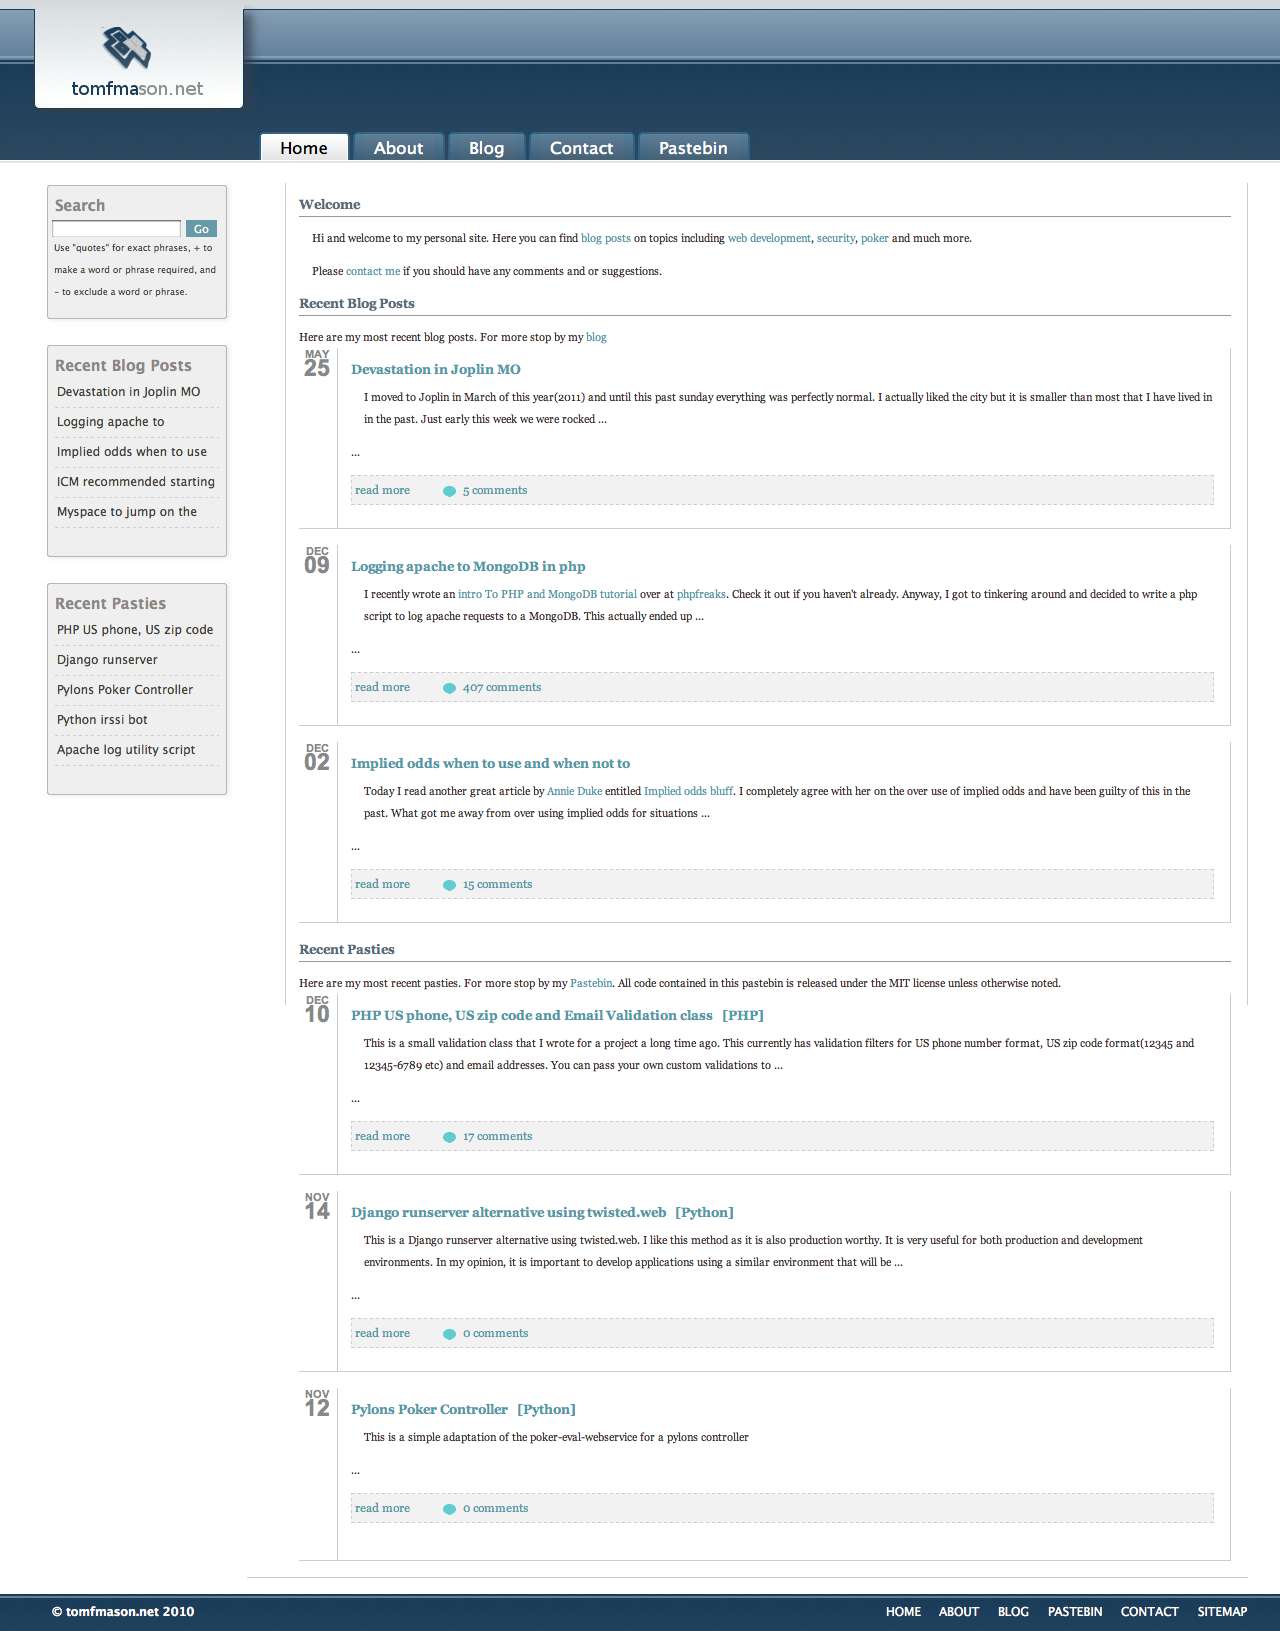 tomfmason.net
Home About Blog Contact Pastebin
Search
Go
Use "quotes" for exact phrases, + to
make a word or phrase required, and
- to exclude a word or phrase.
Recent Blog Posts
Devastation in Joplin MO
Logging apache to
Implied odds when to use
ICM recommended starting
Myspace to jump on the
Recent Pasties
PHP US phone, US zip code
Django runserver
Pylons Poker Controller
Python irssi bot
Apache log utility script
Welcome
Hi and welcome to my personal site. Here you can find blog posts on topics including web development, security, poker and much more.
Please contact me if you should have any comments and or suggestions.
Recent Blog Posts
Here are my most recent blog posts. For more stop by my blog
MAY
25
Devastation in Joplin MO
I moved to Joplin in March of this year(2011) and until this past sunday everything was perfectly normal. I actually liked the city but it is smaller than most that I have lived in
in the past. Just early this week we were rocked ...
...
read more 5 comments
DEC
09
Logging apache to MongoDB in php
I recently wrote an intro To PHP and MongoDB tutorial over at phpfreaks. Check it out if you haven't already. Anyway, I got to tinkering around and decided to write a php
script to log apache requests to a MongoDB. This actually ended up ...
...
read more 407 comments
DEC
02
Implied odds when to use and when not to
Today I read another great article by Annie Duke entitled Implied odds bluff. I completely agree with her on the over use of implied odds and have been guilty of this in the
past. What got me away from over using implied odds for situations ...
...
read more 15 comments
Recent Pasties
Here are my most recent pasties. For more stop by my Pastebin. All code contained in this pastebin is released under the MIT license unless otherwise noted.
DEC
10
PHP US phone, US zip code and Email Validation class [PHP]
This is a small validation class that I wrote for a project a long time ago. This currently has validation filters for US phone number format, US zip code format(12345 and
12345-6789 etc) and email addresses. You can pass your own custom validations to ...
...
read more 17 comments
NOV
14
Django runserver alternative using twisted.web [Python]
This is a Django runserver alternative using twisted.web. I like this method as it is also production worthy. It is very useful for both production and development
environments. In my opinion, it is important to develop applications using a similar environment that will be ...
...
read more 0 comments
NOV
12
Pylons Poker Controller [Python]
This is a simple adaptation of the poker-eval-webservice for a pylons controller
...
read more 0 comments
© tomfmason.net 2010
HOME ABOUT BLOG PASTEBIN CONTACT SITEMAP